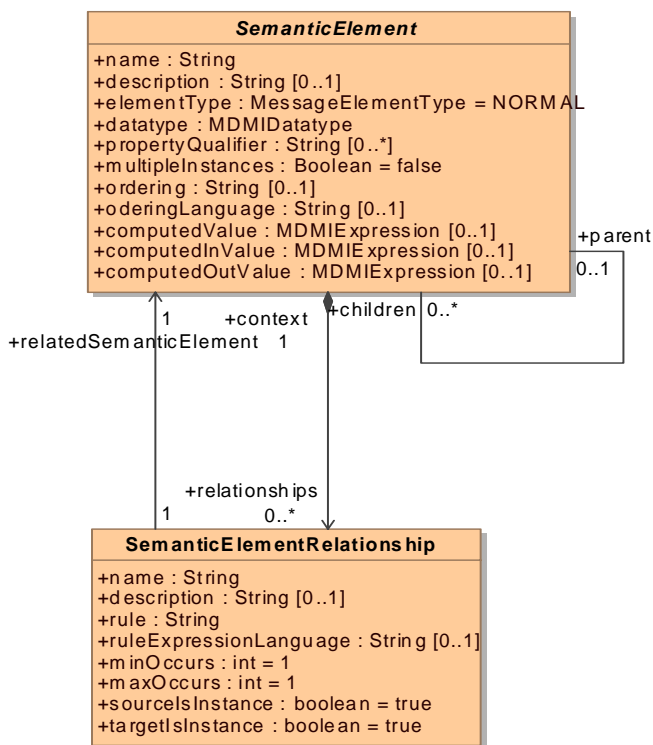 SemanticElement
+name : String
+description : String [0..1]
+elementType : MessageElementType = NORMAL
+datatype : MDMIDatatype
+propertyQualifier : String [0..*]
+multipleInstances : Boolean = false
+ordering : String [0..1]
+oderingLanguage : String [0..1]
+computedValue : MDMIExpression [0..1]
+computedInValue : MDMIExpression [0..1]
+computedOutValue : MDMIExpression [0..1]
+parent
0..1
+children 0..*
1
+context
+relatedSemanticElement 1
+relationships
1
0..*
SemanticElementRelationship
+name : String
+description : String [0..1]
+rule : String
+ruleExpressionLanguage : String [0..1]
+minOccurs : int = 1
+maxOccurs : int = 1
+sourceIsInstance : boolean = true
+targetIsInstance : boolean = true